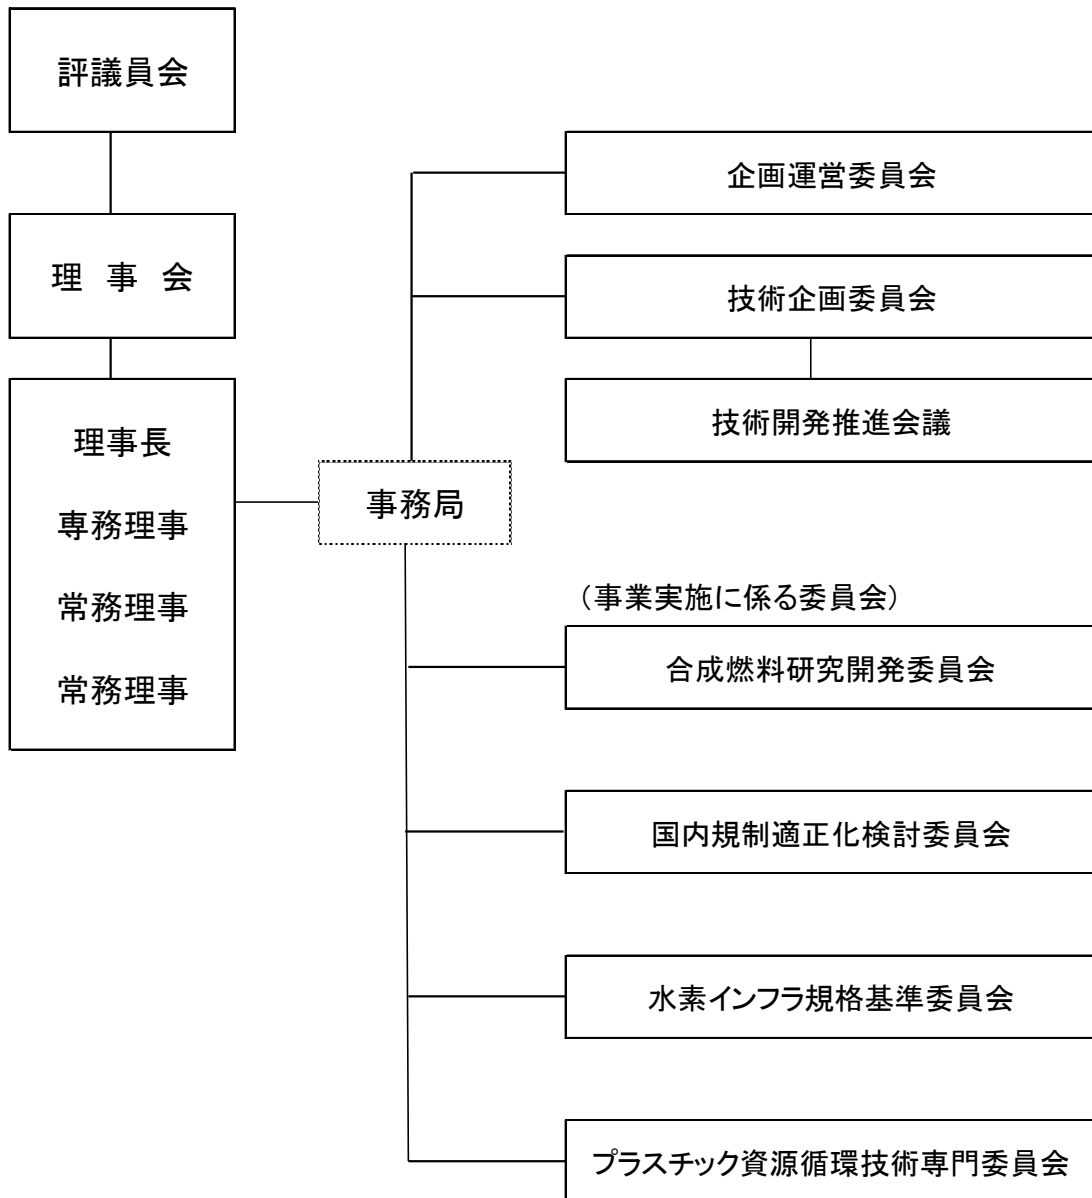 評議員会
理 事 会
理事長
専務理事
常務理事
常務理事
事務局
企画運営委員会
技術企画委員会
技術開発推進会議
（事業実施に係る委員会）
合成燃料研究開発委員会
国内規制適正化検討委員会
水素インフラ規格基準委員会
プラスチック資源循環技術専門委員会